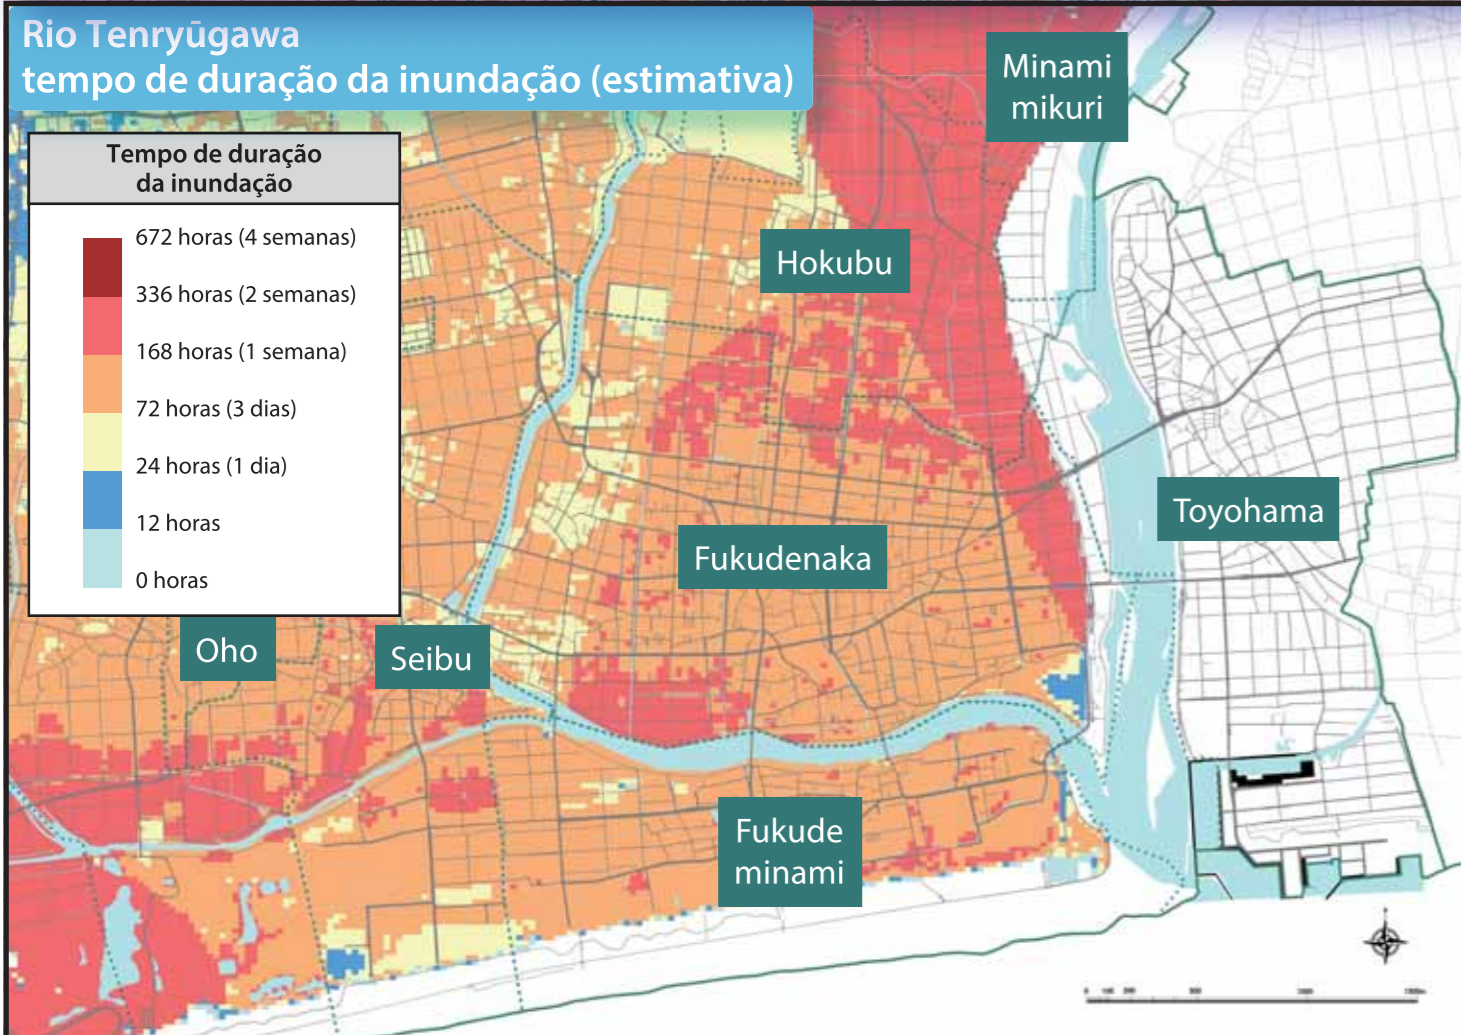 Rio Tenryūgawa
tempo de duração da inundação (estimativa)
Minami
mikuri
Tempo de duração
da inundação
672 horas (4 semanas)
336 horas (2 semanas)
168 horas (1 semana)
72 horas (3 dias)
24 horas (1 dia)
12 horas
0 horas
Hokubu
Toyohama
Fukudenaka
Oho
Seibu
Fukude
minami